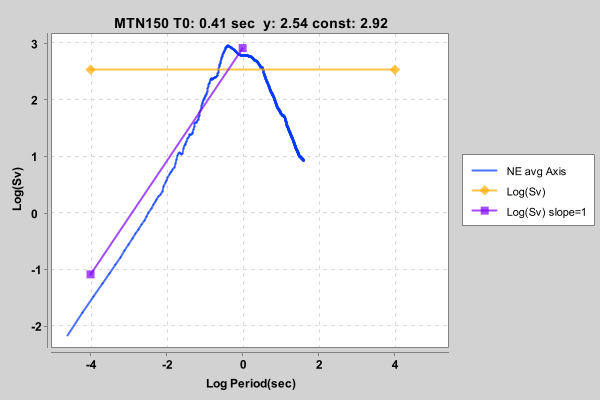 MTN150 T0: 0.41 sec  y: 2.54 const: 2.92
3
2
1
0
-1
-2
Log(Sv)
-4
-2
0
2
4
Log Period(sec)
NE avg Axis
Log(Sv)
Log(Sv) slope=1